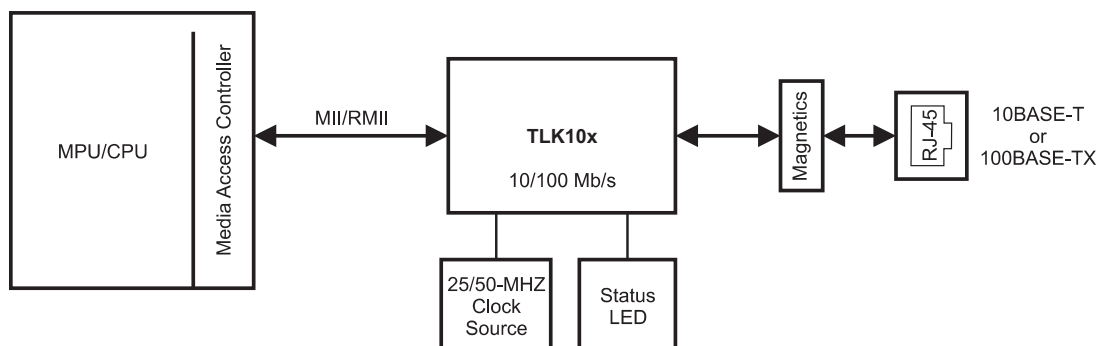 MPU/CPU
Media Access Controller
MII/RMII
TLK10x
10/100 Mb/s
25/50-MHZ
Clock
Source
Status
LED
Magnetics
RJ-45
10BASE-T
or
100BASE-TX